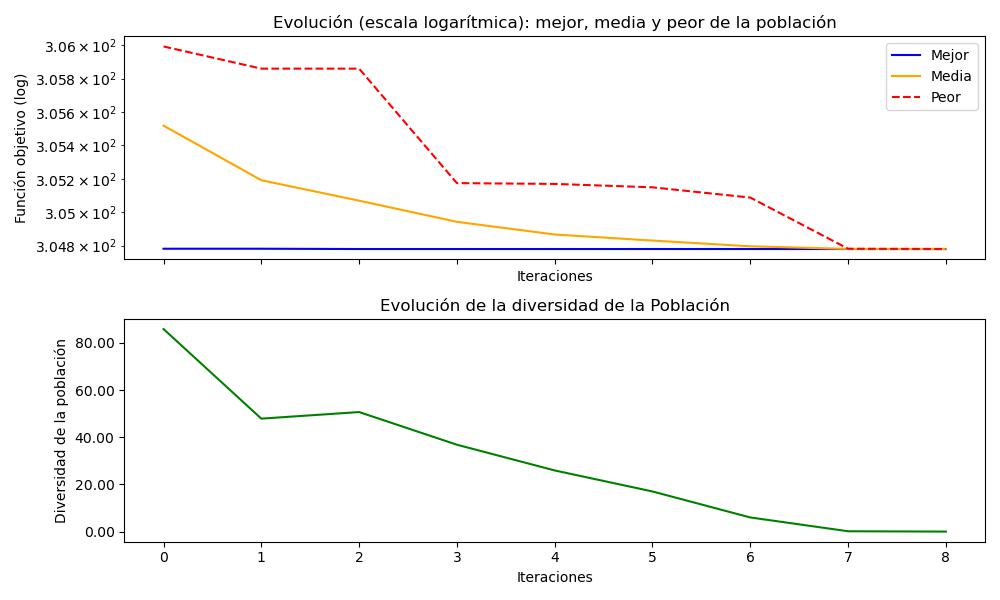 Evolución (escala logarítmica): mejor, media y peor de la población
Función objetivo (log)
3.06 × 10²
3.058 × 10²
3.056 × 10²
3.054 × 10²
3.052 × 10²
3.05 × 10²
3.048 × 10²
Mejor
Media
Peor
Iteraciones
Evolución de la diversidad de la Población
Diversidad de la población
80.00
60.00
40.00
20.00
0.00
0 1 2 3 4 5 6 7 8
Iteraciones